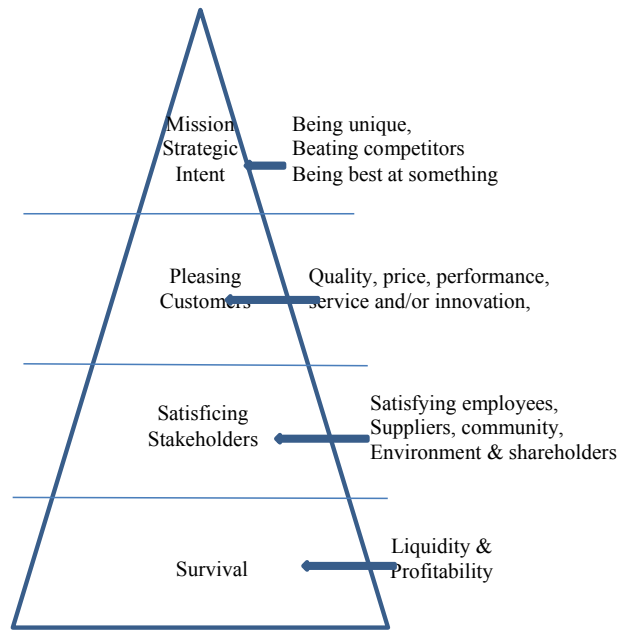 Mission
Strategic
Intent
Being unique,
Beating competitors
Being best at something
Pleasing
Customers
Quality, price, performance,
service and/or innovation,
Satisficing
Stakeholders
Satisfying employees,
Suppliers, community,
Environment & shareholders
Survival
Liquidity &
Profitability